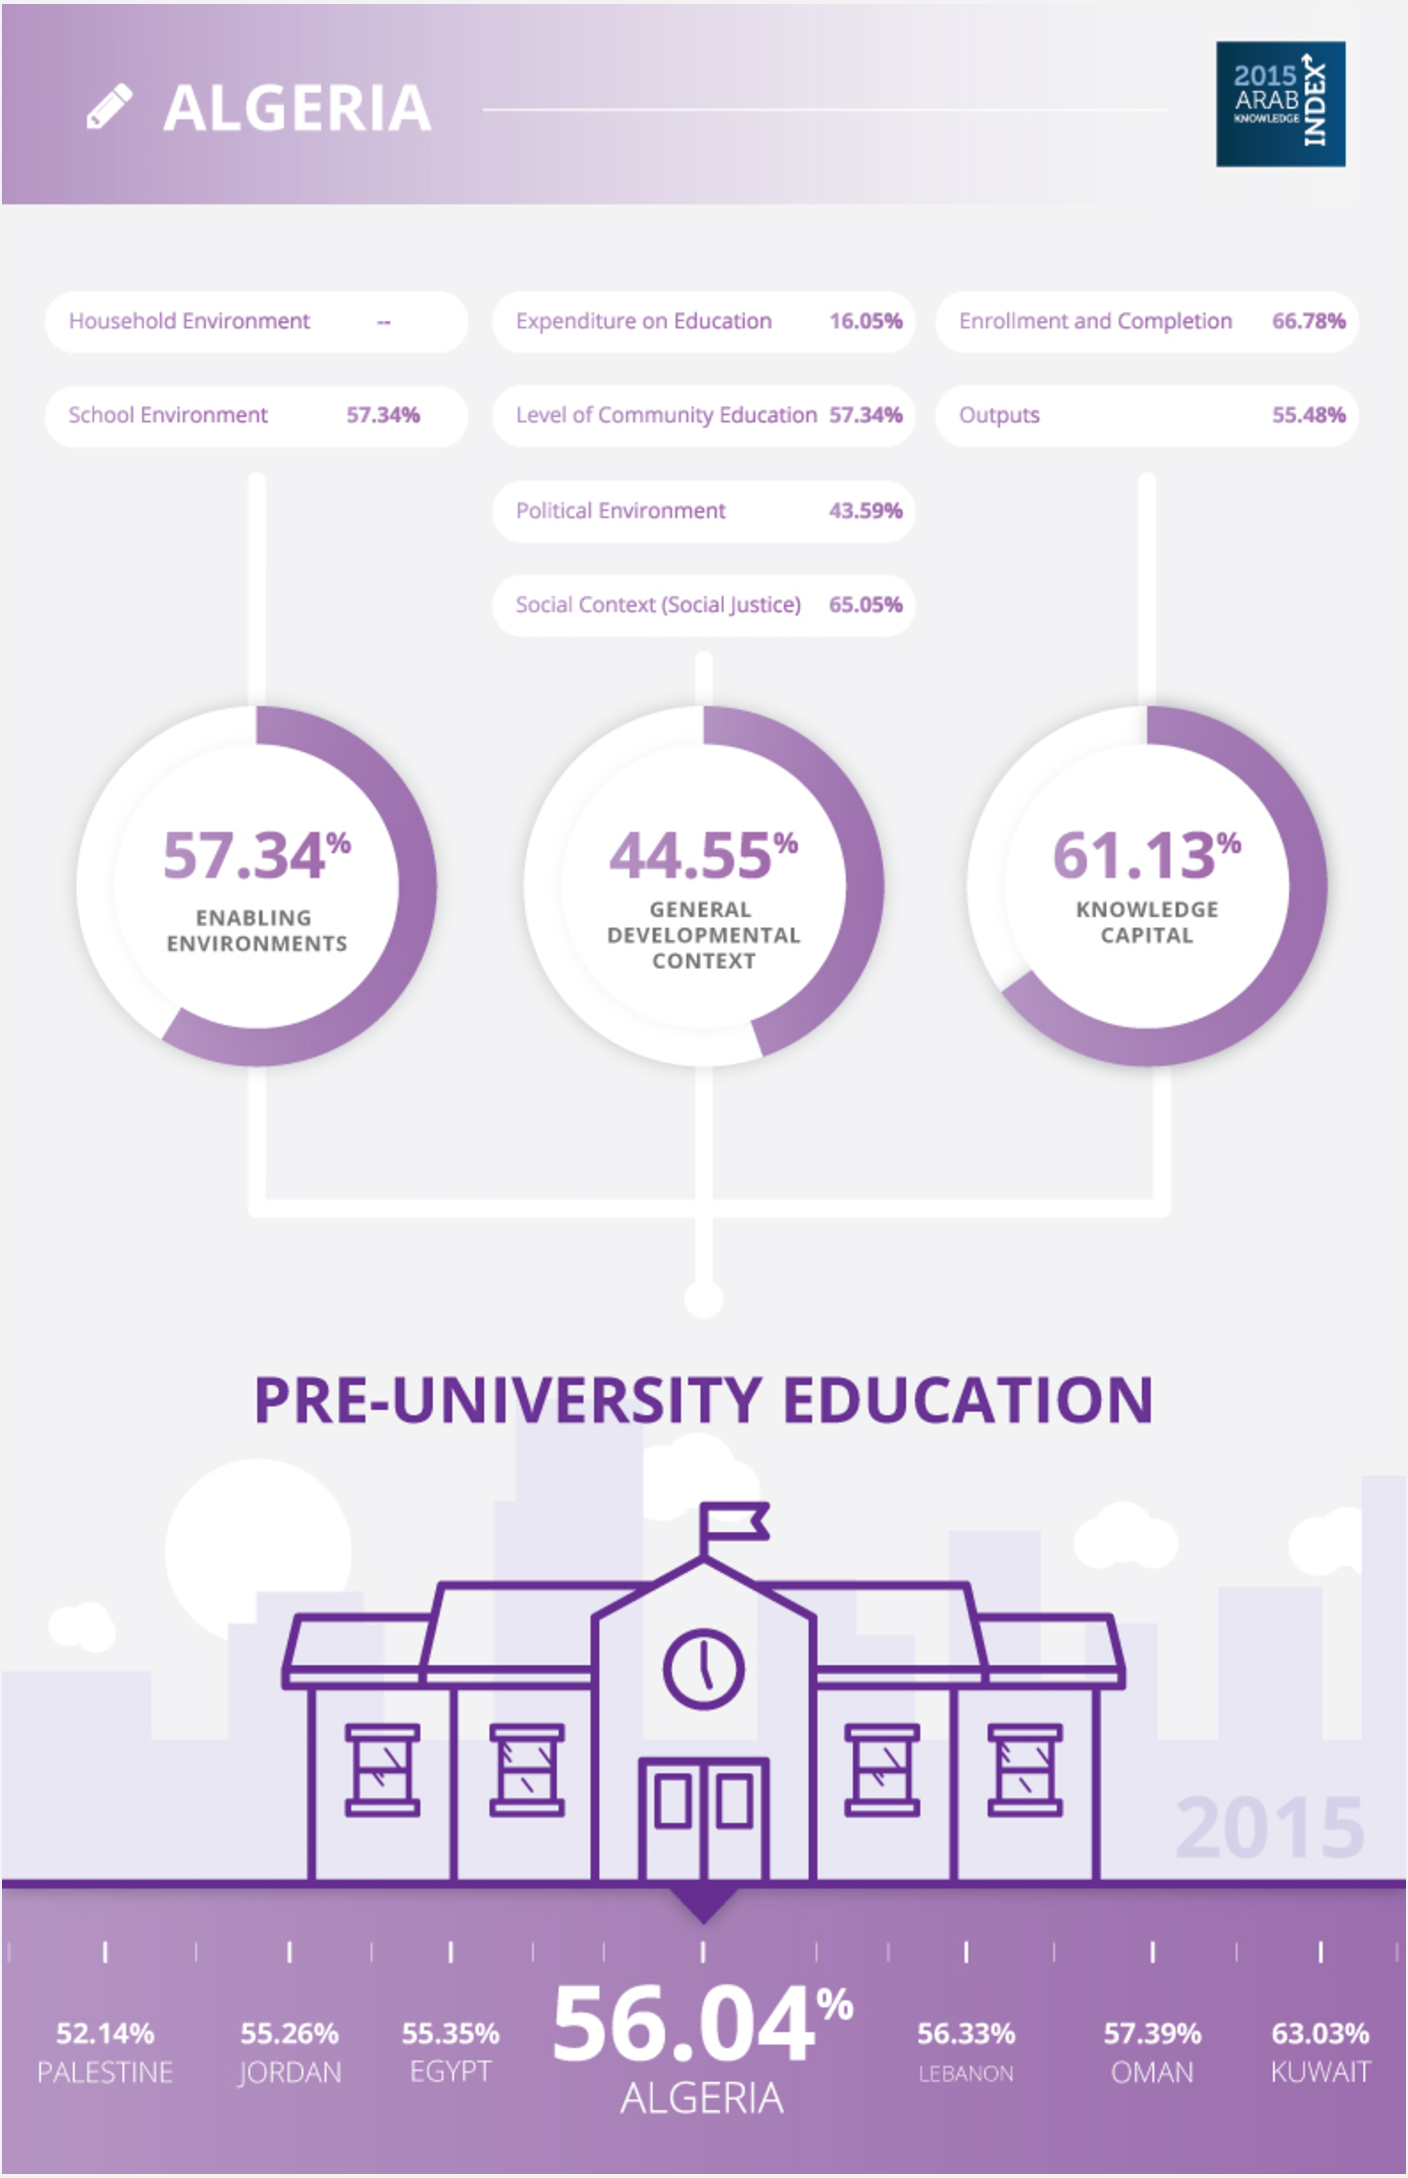 ALGERIA
2015
ARAB
KNOWLEDGE
INDEX
Household Environment --
School Environment 57.34%
Expenditure on Education 16.05%
Level of Community Education 57.34%
Political Environment 43.59%
Social Context (Social Justice) 65.05%
Enrollment and Completion 66.78%
Outputs 55.48%
57.34%
ENABLING
ENVIRONMENTS
44.55%
GENERAL
DEVELOPMENTAL
CONTEXT
61.13%
KNOWLEDGE
CAPITAL
PRE-UNIVERSITY EDUCATION
2015
52.14%
PALESTINE
55.26%
JORDAN
55.35%
EGYPT
56.04%
ALGERIA
56.33%
LEBANON
57.39%
OMAN
63.03%
KUWAIT